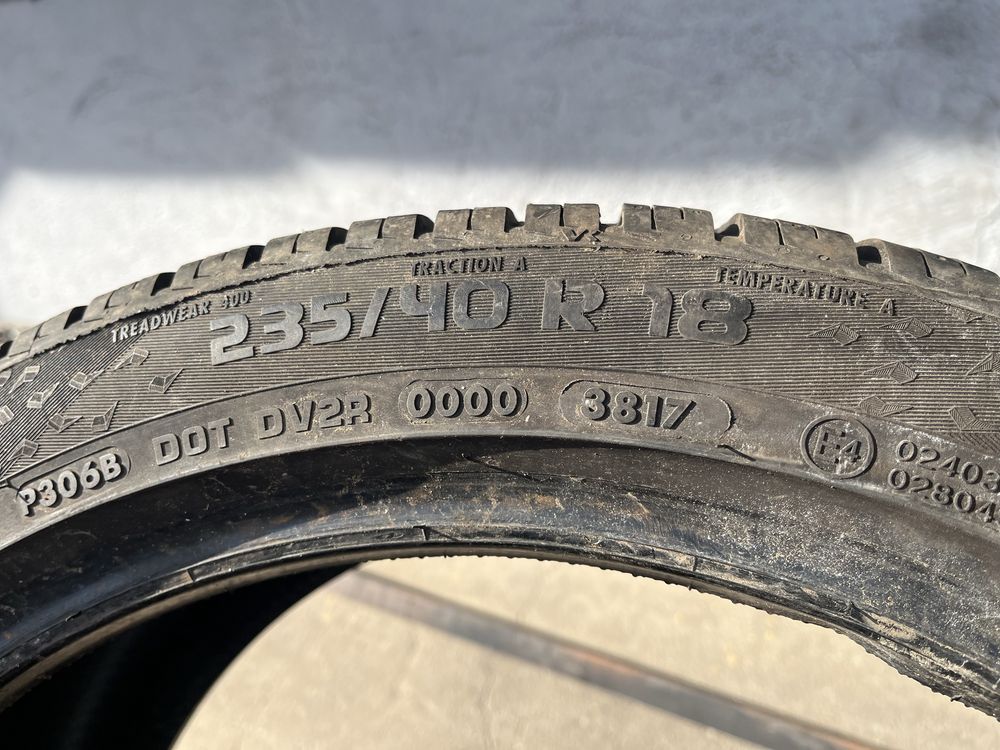 TREADWEAR 400
TRACTION A
TEMPERATURE A
235/40 R 18
P306B DOT DV2R 0000 3817 E4
02403
02804